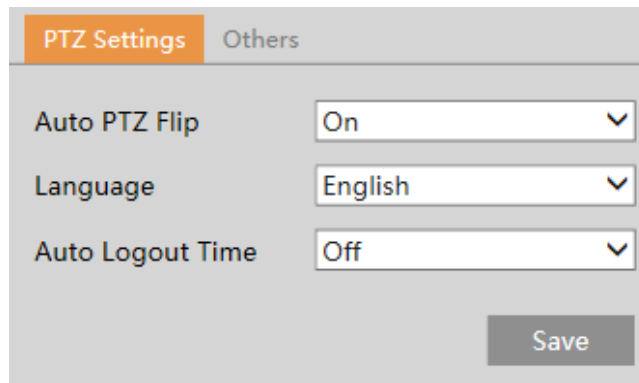 PTZ Settings Others
Auto PTZ Flip On
Language English
Auto Logout Time Off
Save